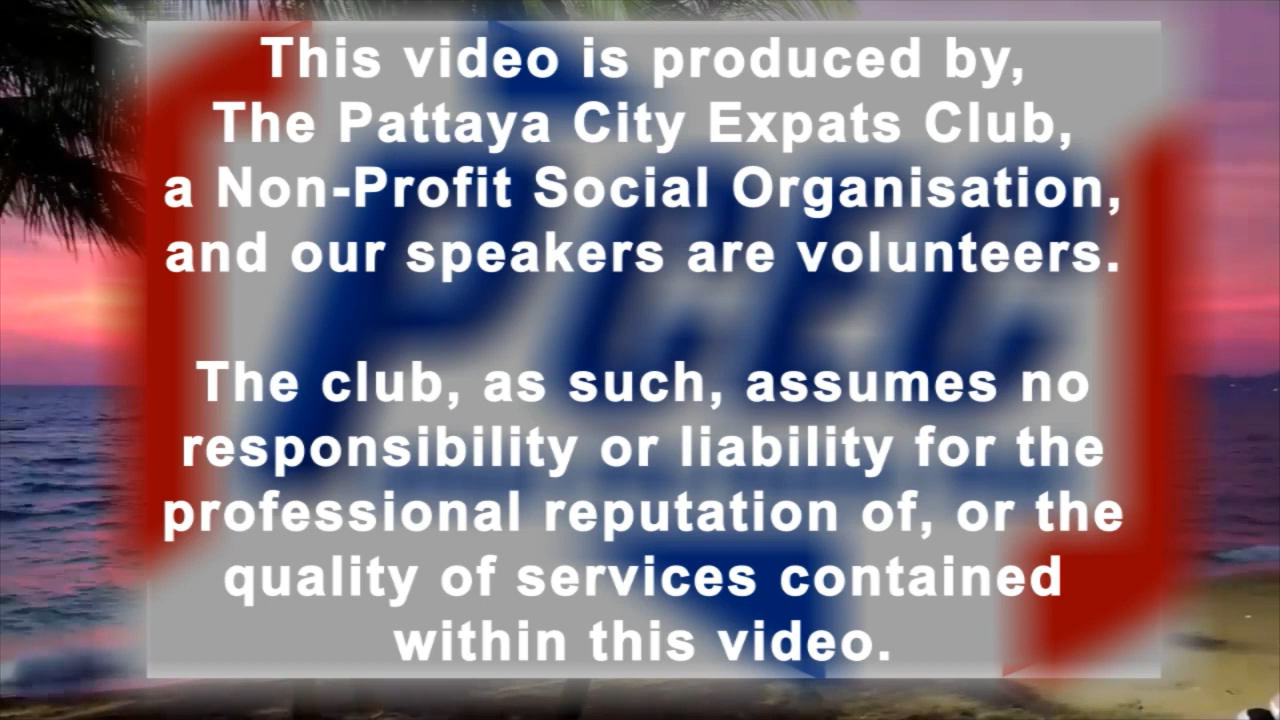 This video is produced by,
The Pattaya City Expats Club,
a Non-Profit Social Organisation,
and our speakers are volunteers.
The club, as such, assumes no
responsibility or liability for the
professional reputation of, or the
quality of services contained
within this video.